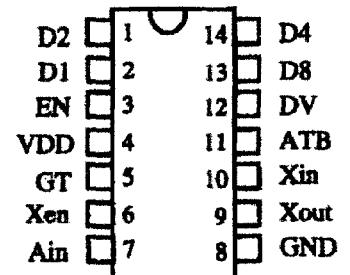 D2 1 14 D4
D1 2 13 D8
EN 3 12 DV
VDD 4 11 ATB
GT 5 10 Xin
Xen 6 9 Xout
Ain 7 8 GND